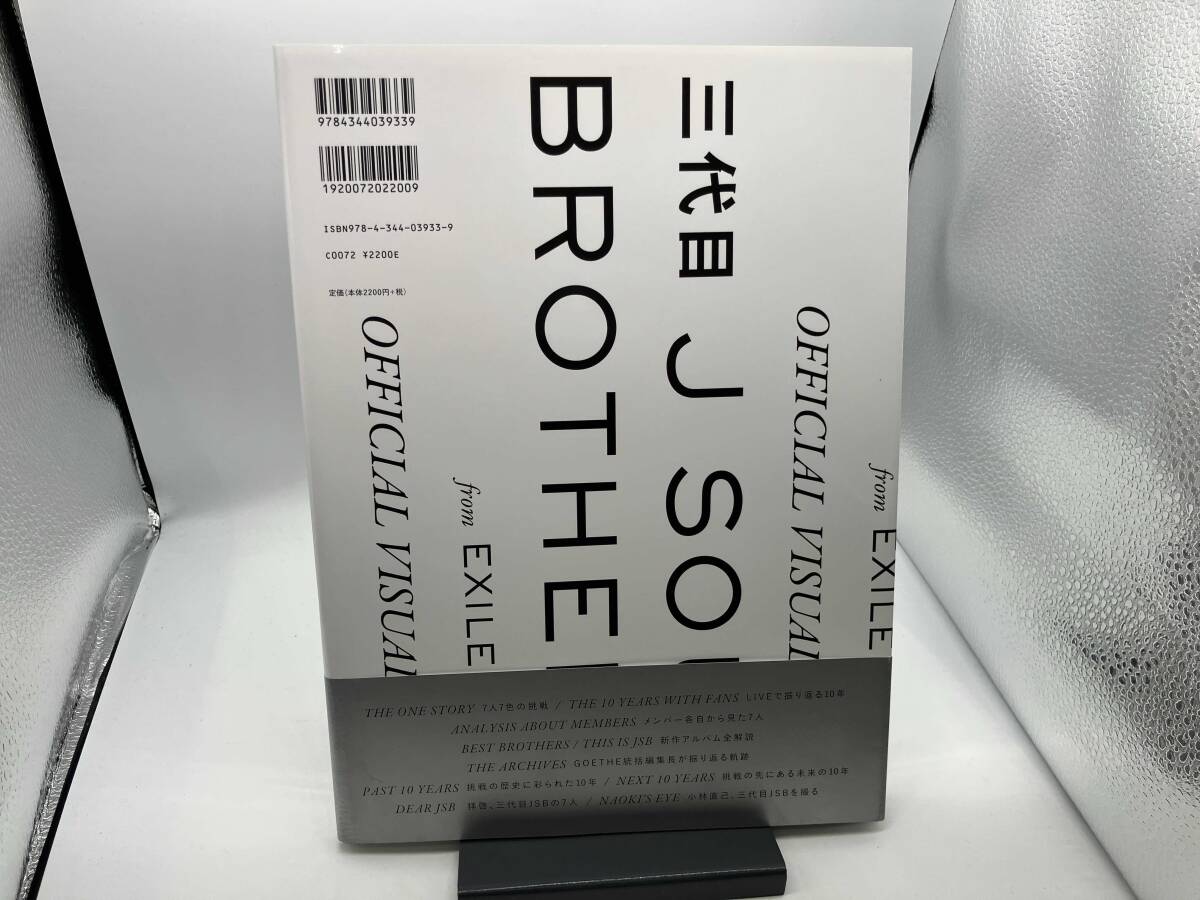 9784344039339
1920072022009
ISBN978-4-344-03933-9
C0072 ¥2200E
定価(本体2200円+税)
三代目 J SO
BROTHE
OFFICIAL VISUAL
from EXILE
OFFICIAL VISUAL
from EXILE
THE ONE STORY 7人7色の挑戦 / THE 10 YEARS WITH FANS LIVEで振り返る10年
ANALYSIS ABOUT MEMBERS メンバー各自から見た7人
BEST BROTHERS / THIS IS JSB 新作アルバム全解説
THE ARCHIVES GOETHE統括編集長が振り返る軌跡
PAST 10 YEARS 挑戦の歴史に彩られた10年 / NEXT 10 YEARS 挑戦の先にある未来の10年
DEAR JSB 拝啓、三代目JSBの7人 / NAOKI'S EYE 小林直己、三代目JSBを撮る